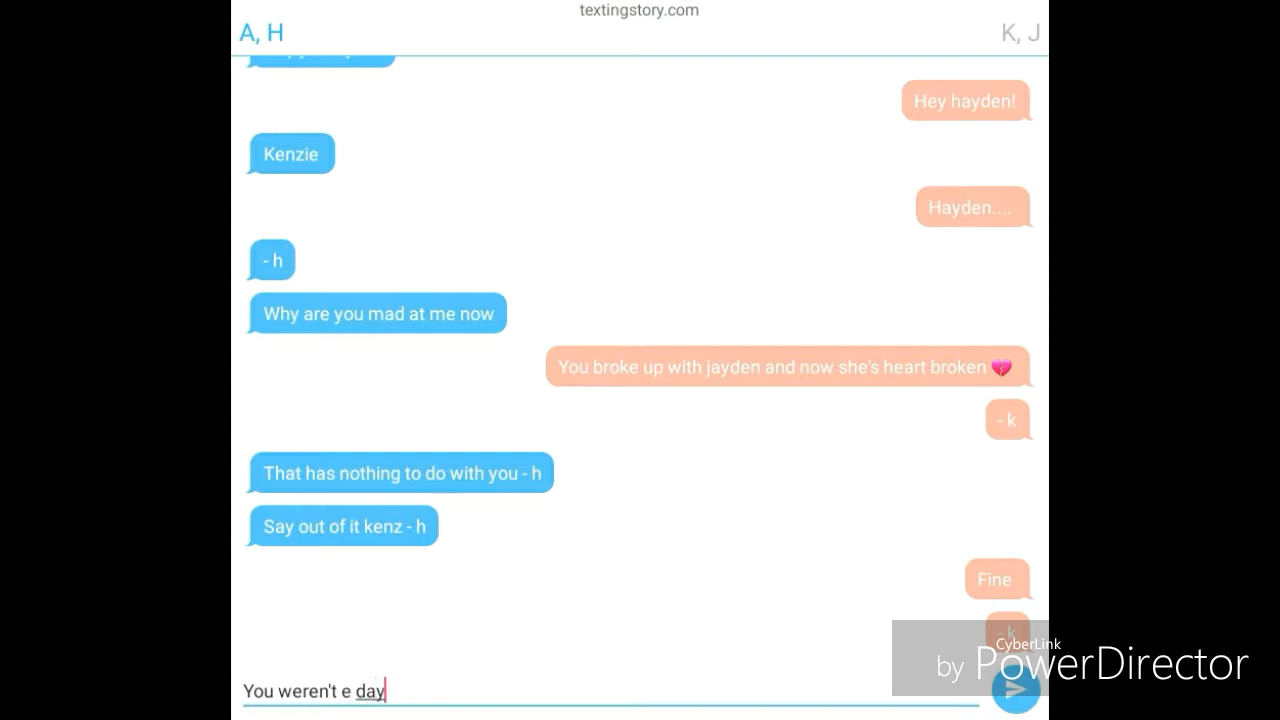 textingstory.com
A, H
K, J
Hey hayden!
Kenzie
Hayden....
- h
Why are you mad at me now
You broke up with jayden and now she's heart broken 💔
- k
That has nothing to do with you - h
Say out of it kenz - h
Fine
- k
CyberLink
by PowerDirector
You weren't e day